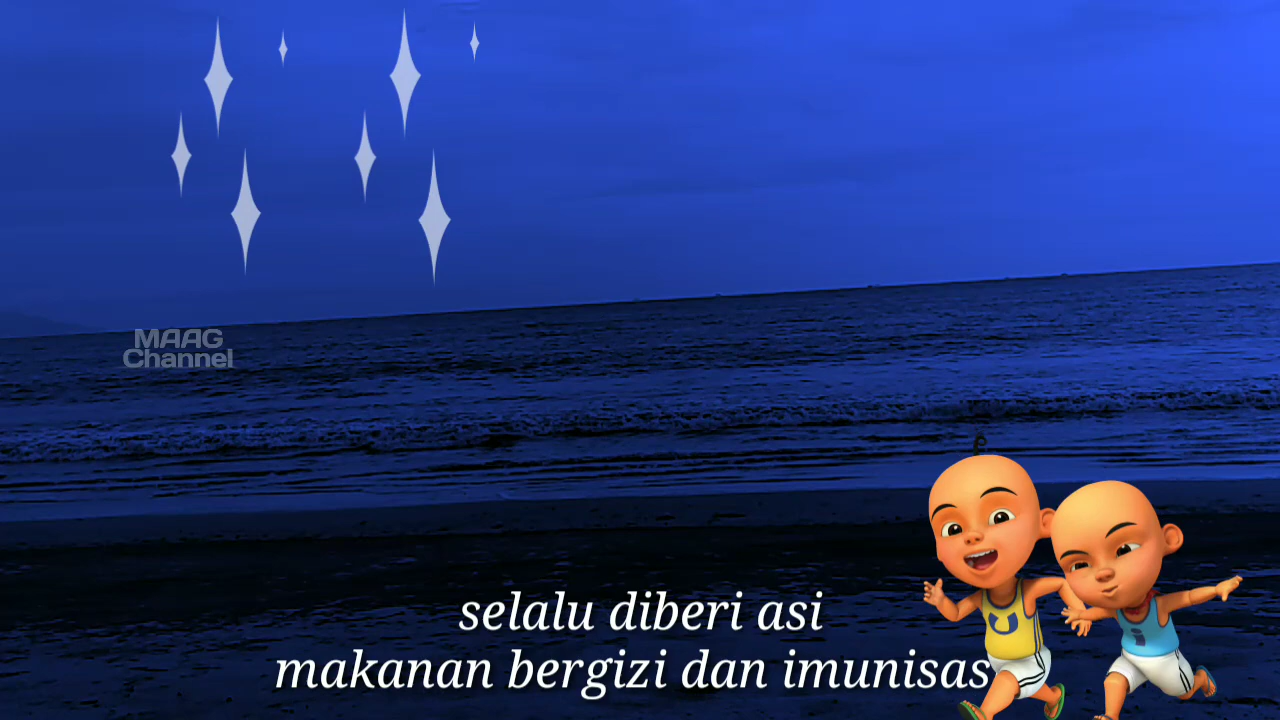 MAAG
Channel
U
i
selalu diberi asi
makanan bergizi dan imunisas